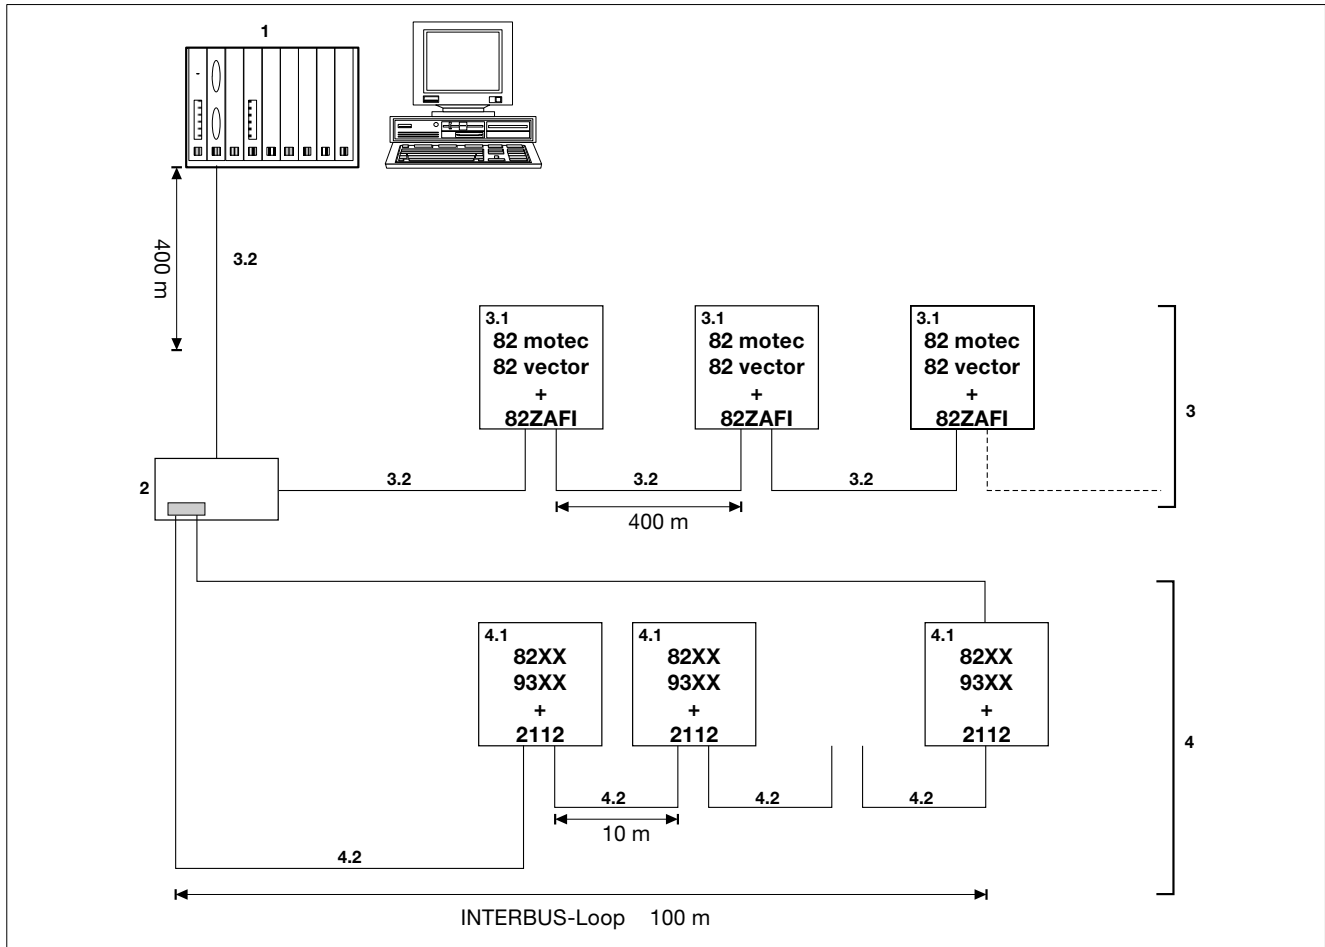 1
400 m
3.2
3.1
82 motec
82 vector
+
82ZAFI
3.1
82 motec
82 vector
+
82ZAFI
3.1
82 motec
82 vector
+
82ZAFI
3
2
3.2
3.2
3.2
400 m
4.1
82XX
93XX
+
2112
4.1
82XX
93XX
+
2112
4.1
82XX
93XX
+
2112
4
4.2
4.2
4.2
10 m
4.2
INTERBUS-Loop 100 m